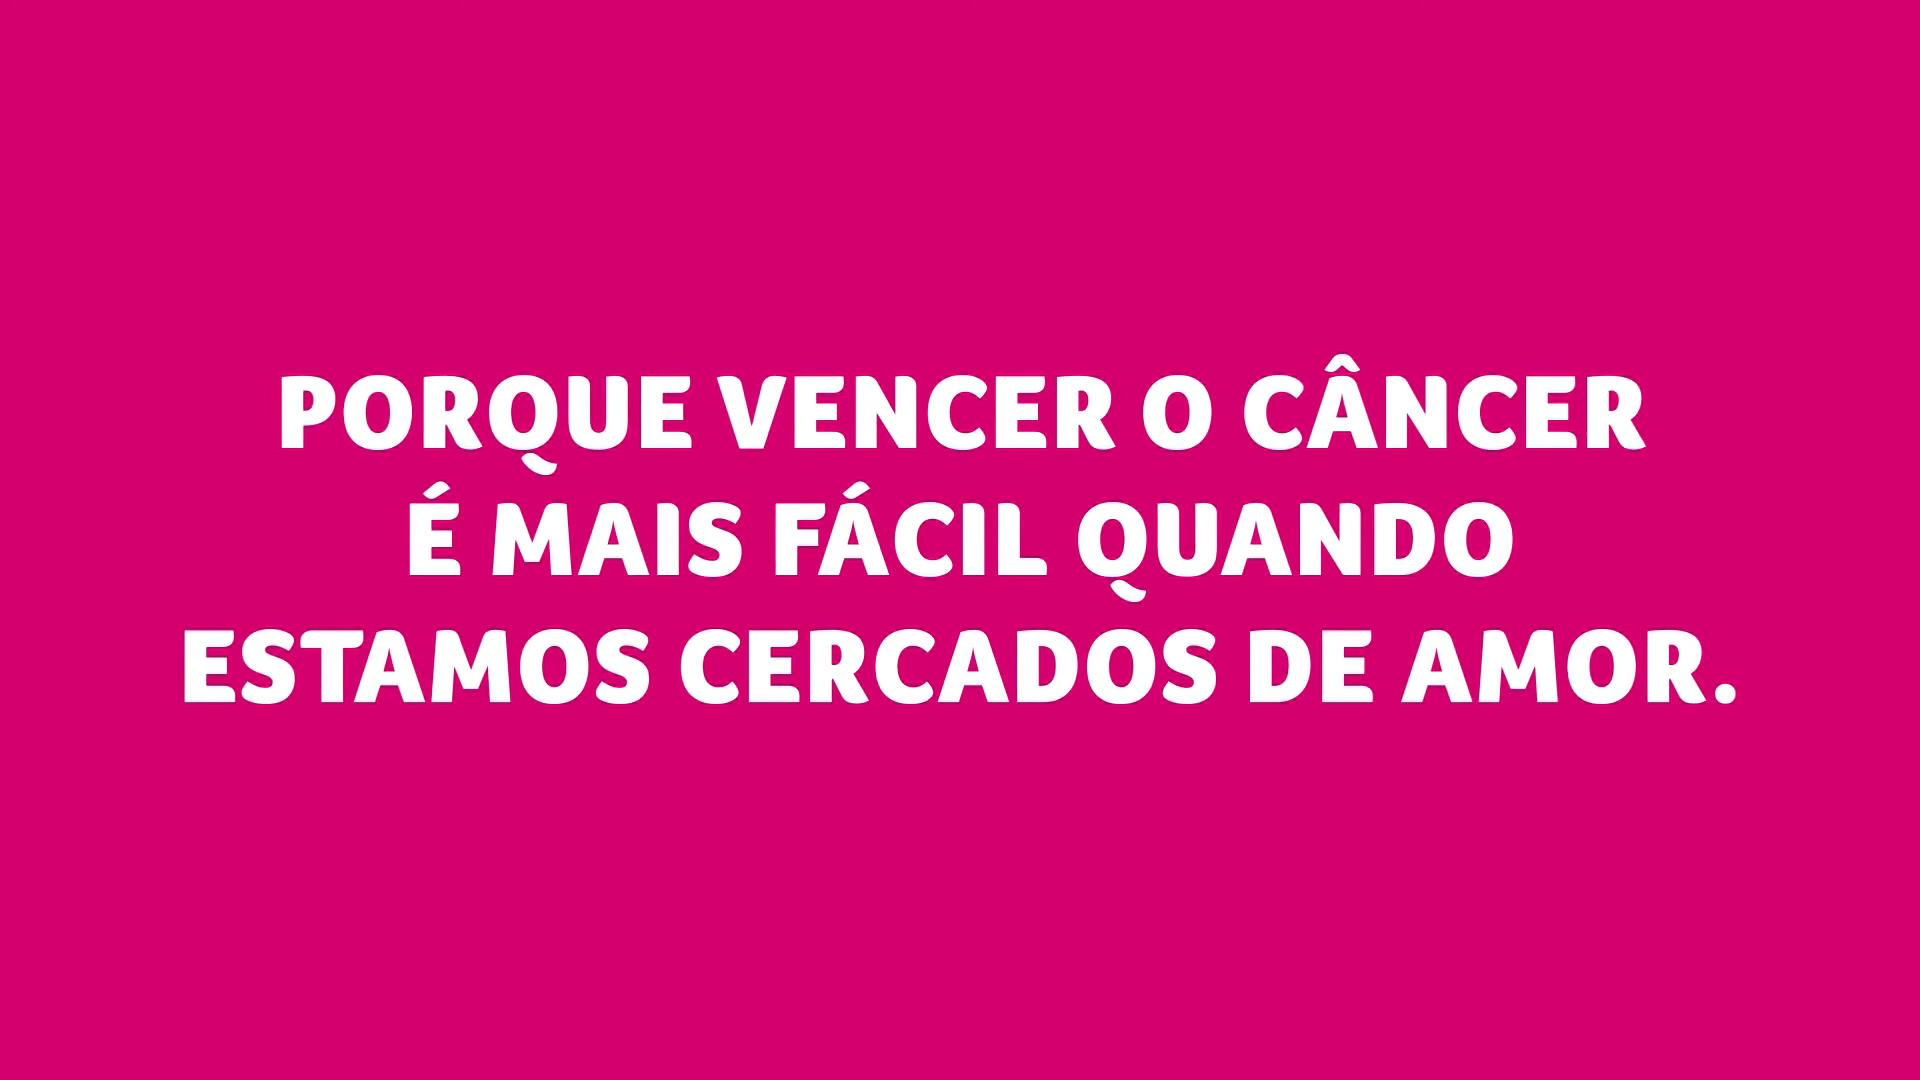 PORQUE VENCER O CÂNCER
É MAIS FÁCIL QUANDO
ESTAMOS CERCADOS DE AMOR.